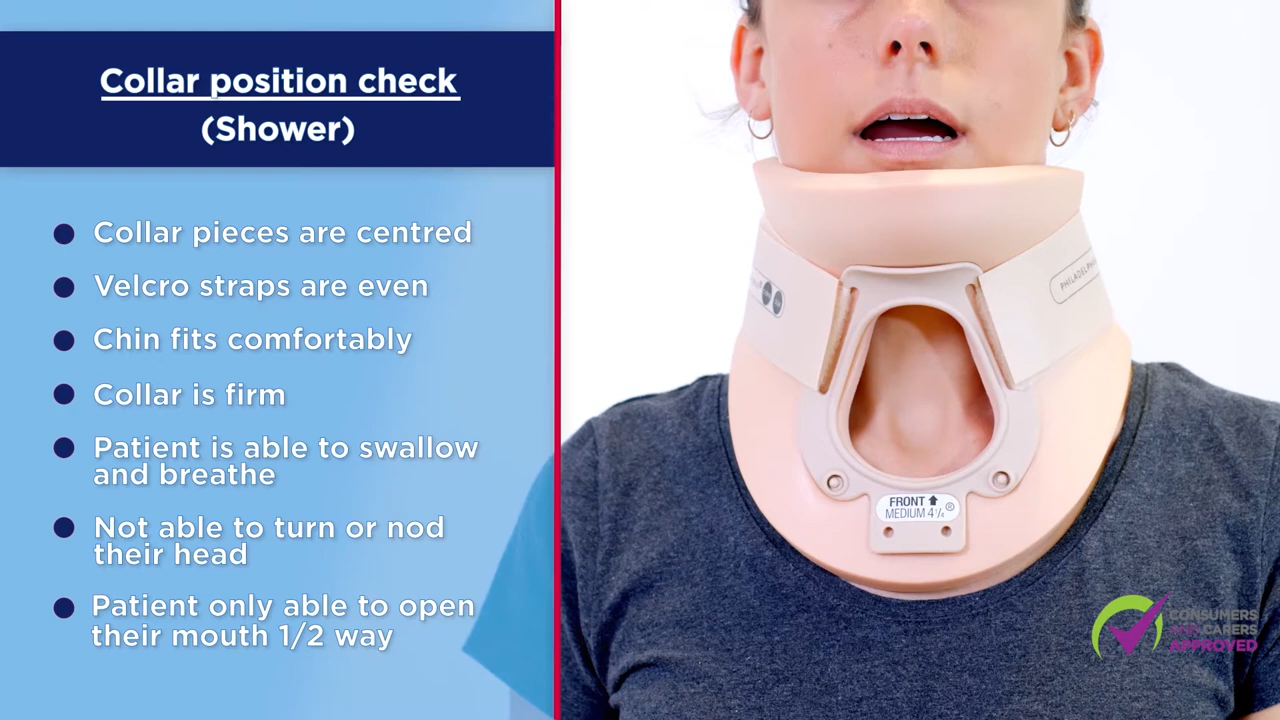 Collar position check
(Shower)
Collar pieces are centred
Velcro straps are even
Chin fits comfortably
Collar is firm
Patient is able to swallow
and breathe
Not able to turn or nod
their head
Patient only able to open
their mouth 1/2 way
FRONT
MEDIUM 4 1/4 ®
CONSUMERS
AND CARERS
APPROVED